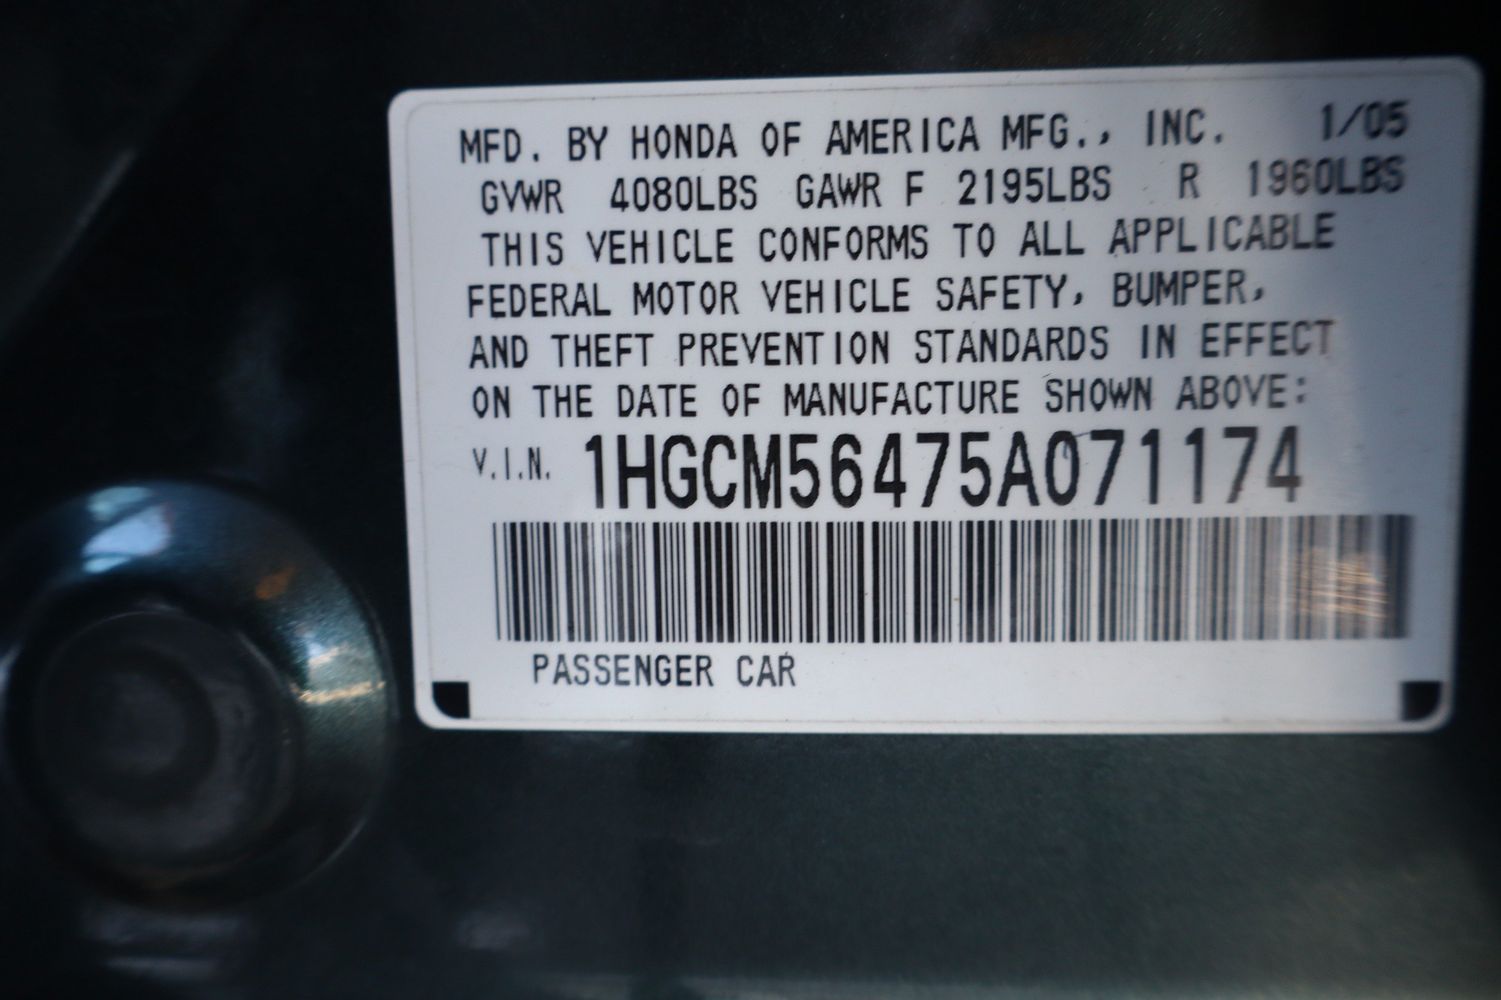 MFD. BY HONDA OF AMERICA MFG., INC. 1/05
GVWR 4080LBS GAWR F 2195LBS R 1960LBS
THIS VEHICLE CONFORMS TO ALL APPLICABLE
FEDERAL MOTOR VEHICLE SAFETY, BUMPER,
AND THEFT PREVENTION STANDARDS IN EFFECT
ON THE DATE OF MANUFACTURE SHOWN ABOVE:
V.I.N. 1HGCM56475A071174
PASSENGER CAR